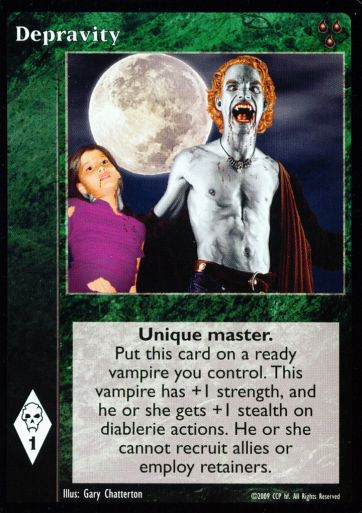 Depravity
Unique master.
Put this card on a ready
vampire you control. This
vampire has +1 strength, and
he or she gets +1 stealth on
diablerie actions. He or she
cannot recruit allies or
employ retainers.
1
Illus: Gary Chatterton
©2009 CCP hf. All Rights Reserved